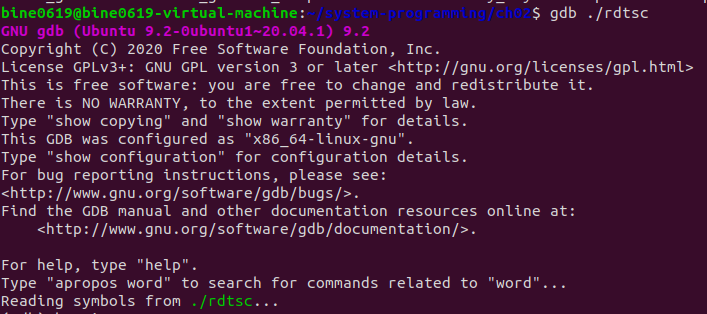 bine0619@bine0619-virtual-machine:~/system-programming/ch02$ gdb ./rdtsc
GNU gdb (Ubuntu 9.2-0ubuntu1~20.04.1) 9.2
Copyright (C) 2020 Free Software Foundation, Inc.
License GPLv3+: GNU GPL version 3 or later <http://gnu.org/licenses/gpl.html>
This is free software: you are free to change and redistribute it.
There is NO WARRANTY, to the extent permitted by law.
Type "show copying" and "show warranty" for details.
This GDB was configured as "x86_64-linux-gnu".
Type "show configuration" for configuration details.
For bug reporting instructions, please see:
<http://www.gnu.org/software/gdb/bugs/>.
Find the GDB manual and other documentation resources online at:
    <http://www.gnu.org/software/gdb/documentation/>.

For help, type "help".
Type "apropos word" to search for commands related to "word"...
Reading symbols from ./rdtsc...